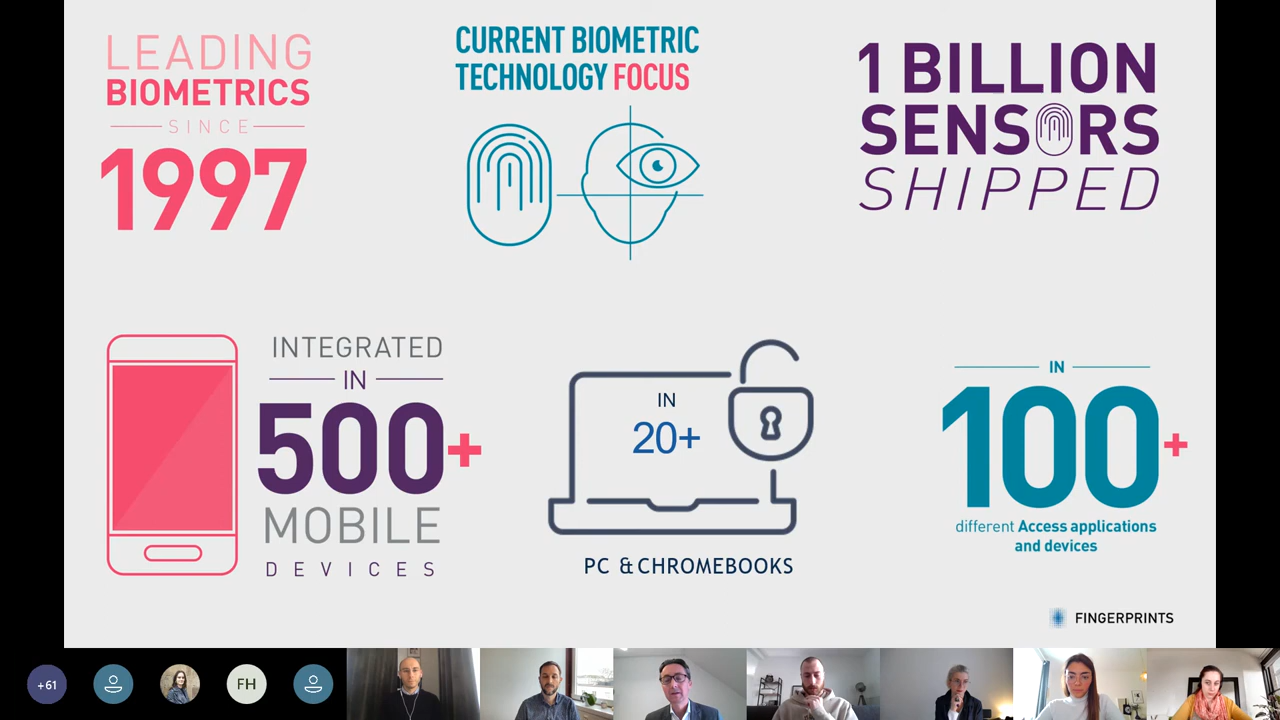 LEADING
BIOMETRICS
SINCE
1997
CURRENT BIOMETRIC
TECHNOLOGY FOCUS
1 BILLION
SENSORS
SHIPPED
INTEGRATED
IN
500+
MOBILE
DEVICES
IN
20+
PC & CHROMEBOOKS
IN
100+
different Access applications
and devices
FINGERPRINTS
+61
FH